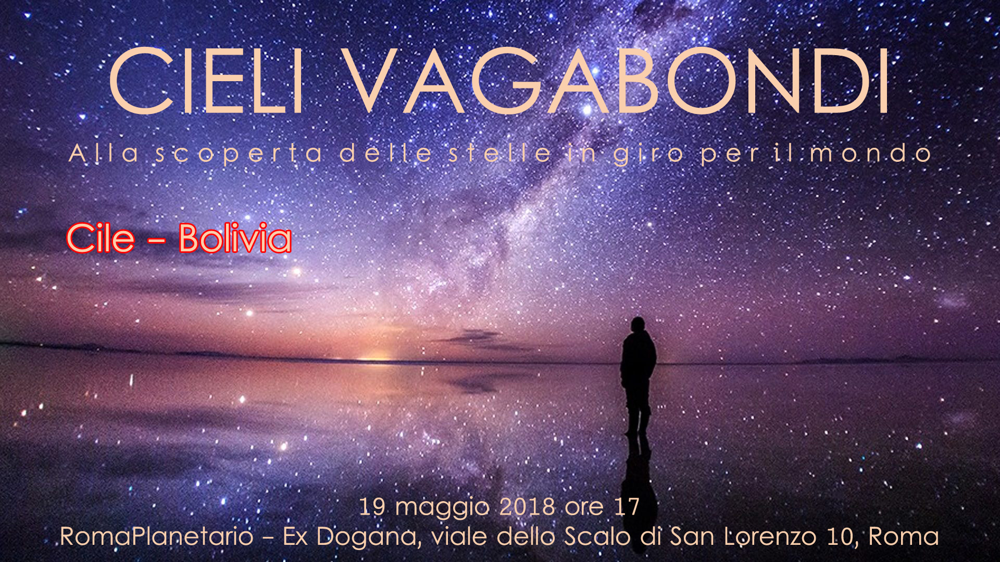 CIELI VAGABONDI
Alla scoperta delle stelle in giro per il mondo
Cile – Bolivia
19 maggio 2018 ore 17
RomaPlanetario – Ex Dogana, viale dello Scalo di San Lorenzo 10, Roma